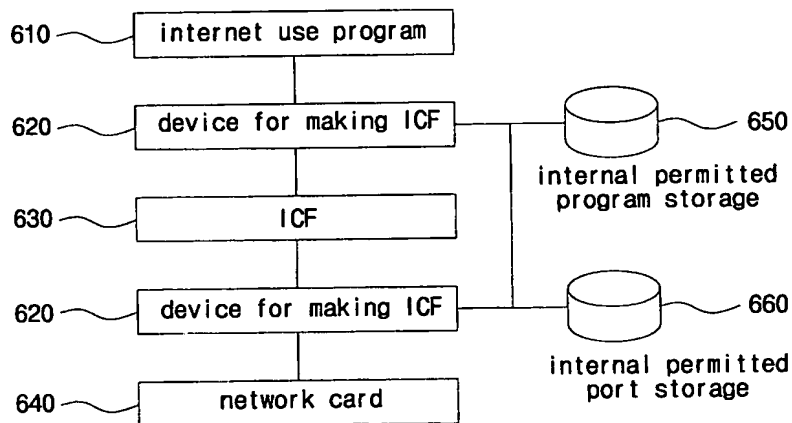 610
internet use program
620
device for making ICF
650
internal permitted
program storage
630
ICF
620
device for making ICF
660
internal permitted
port storage
640
network card